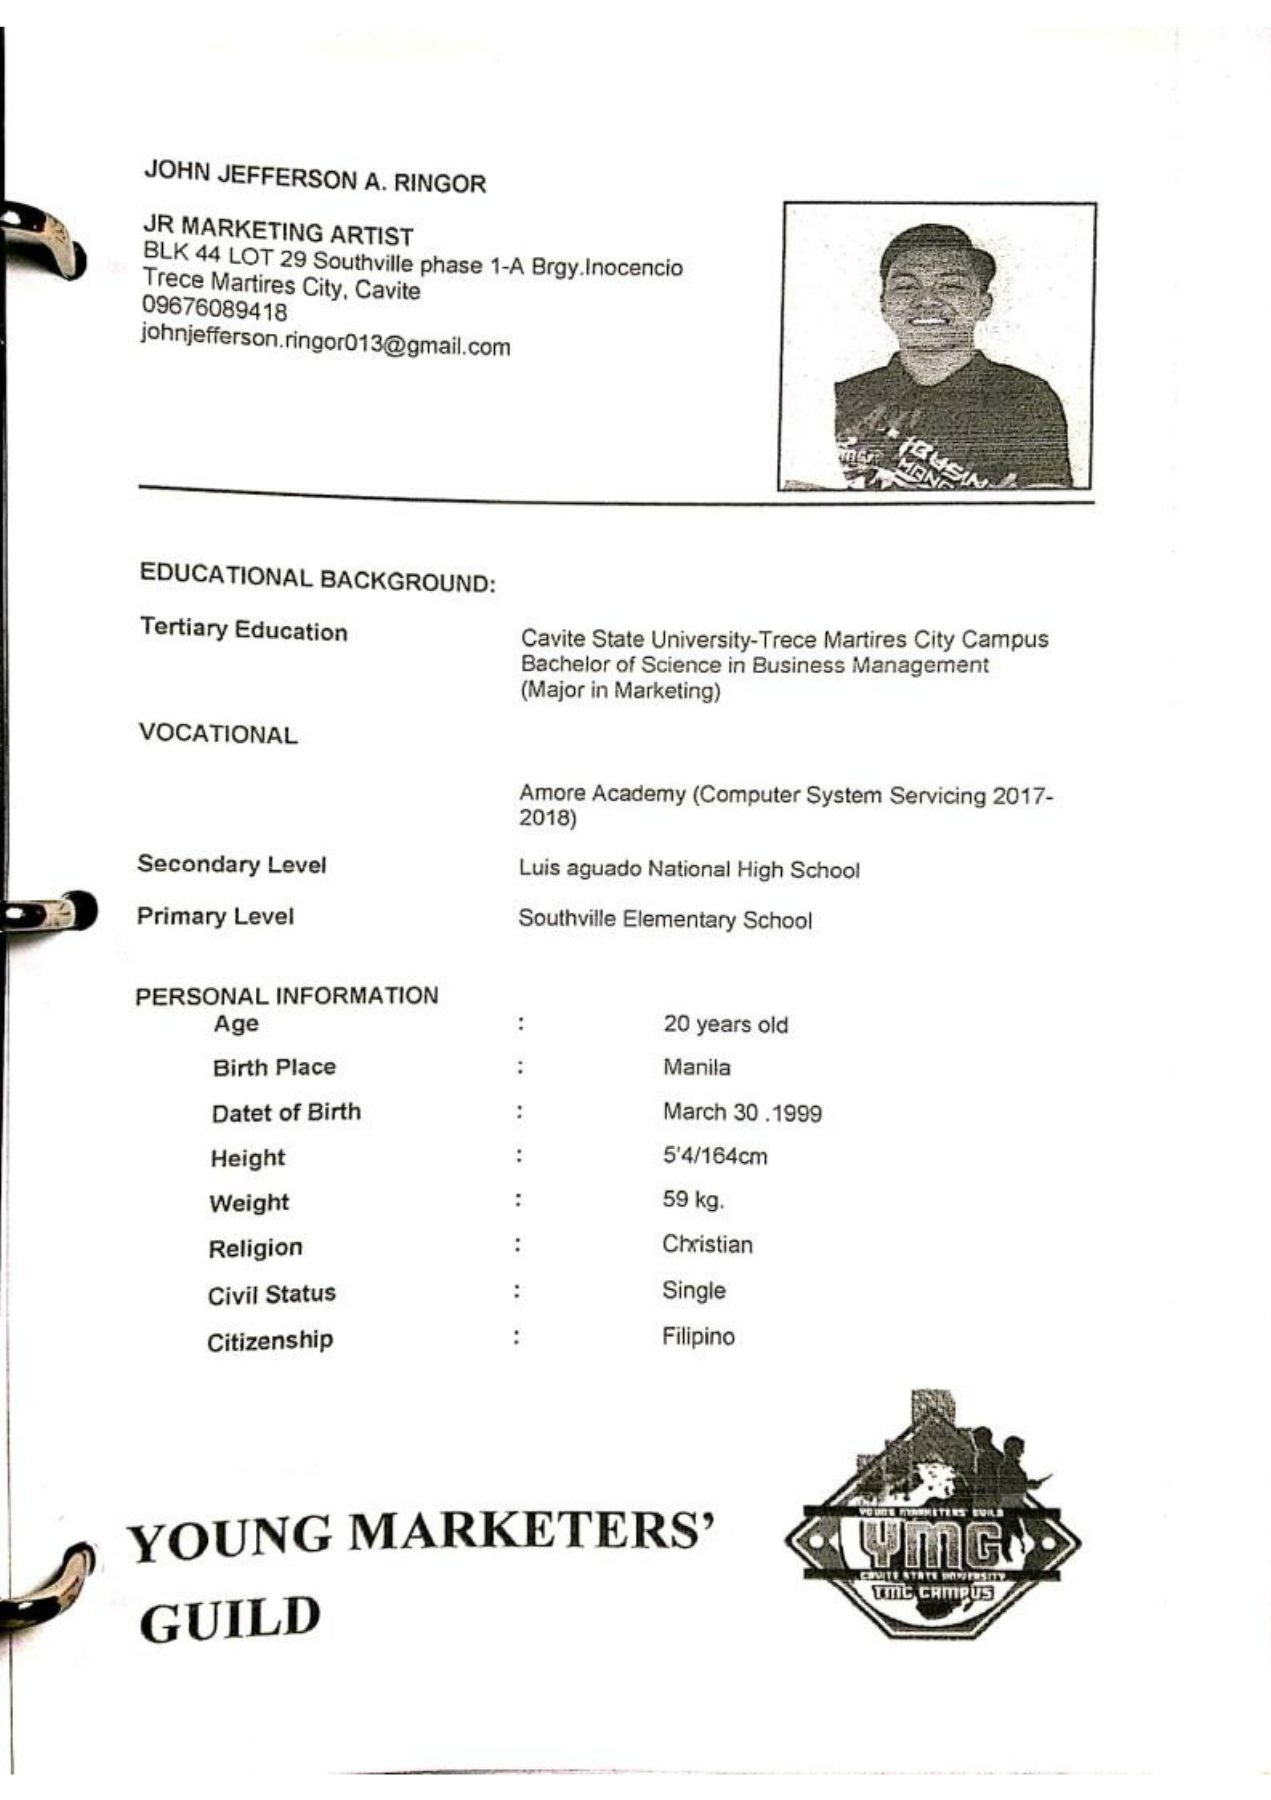 JOHN JEFFERSON A. RINGOR
JR MARKETING ARTIST
BLK 44 LOT 29 Southville phase 1-A Brgy.Inocencio
Trece Martires City, Cavite
09676089418
johnjefferson.ringor013@gmail.com
EDUCATIONAL BACKGROUND:
Tertiary Education
Cavite State University-Trece Martires City Campus
Bachelor of Science in Business Management
(Major in Marketing)
VOCATIONAL
Amore Academy (Computer System Servicing 2017-
2018)
Secondary Level Luis aguado National High School
Primary Level Southville Elementary School
PERSONAL INFORMATION
Age : 20 years old
Birth Place : Manila
Datet of Birth : March 30 .1999
Height : 5'4/164cm
Weight : 59 kg.
Religion : Christian
Civil Status : Single
Citizenship : Filipino
YOUNG MARKETERS'
GUILD
YOUNG MARKETERS' GUILD
YMG
CAVITE STATE UNIVERSITY
TMC CAMPUS